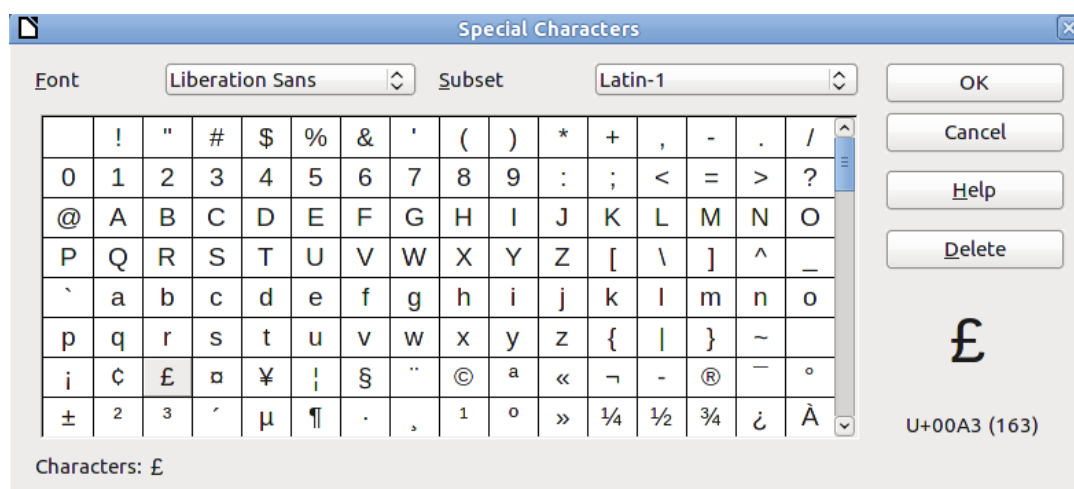 Special Characters
Font Liberation Sans Subset Latin-1 OK
Cancel
Help
Delete
! " # $ % & ' ( ) * + , - . /
0 1 2 3 4 5 6 7 8 9 : ; < = > ?
@ A B C D E F G H I J K L M N O
P Q R S T U V W X Y Z [ \ ] ^ _
` a b c d e f g h i j k l m n o
p q r s t u v w x y z { | } ~
¡ ¢ £ ¤ ¥ ¦ § ¨ © ª « ¬ - ® ¯ °
± ² ³ ´ µ ¶ · ¸ ¹ º » ¼ ½ ¾ ¿ À
£
U+00A3 (163)
Characters: £